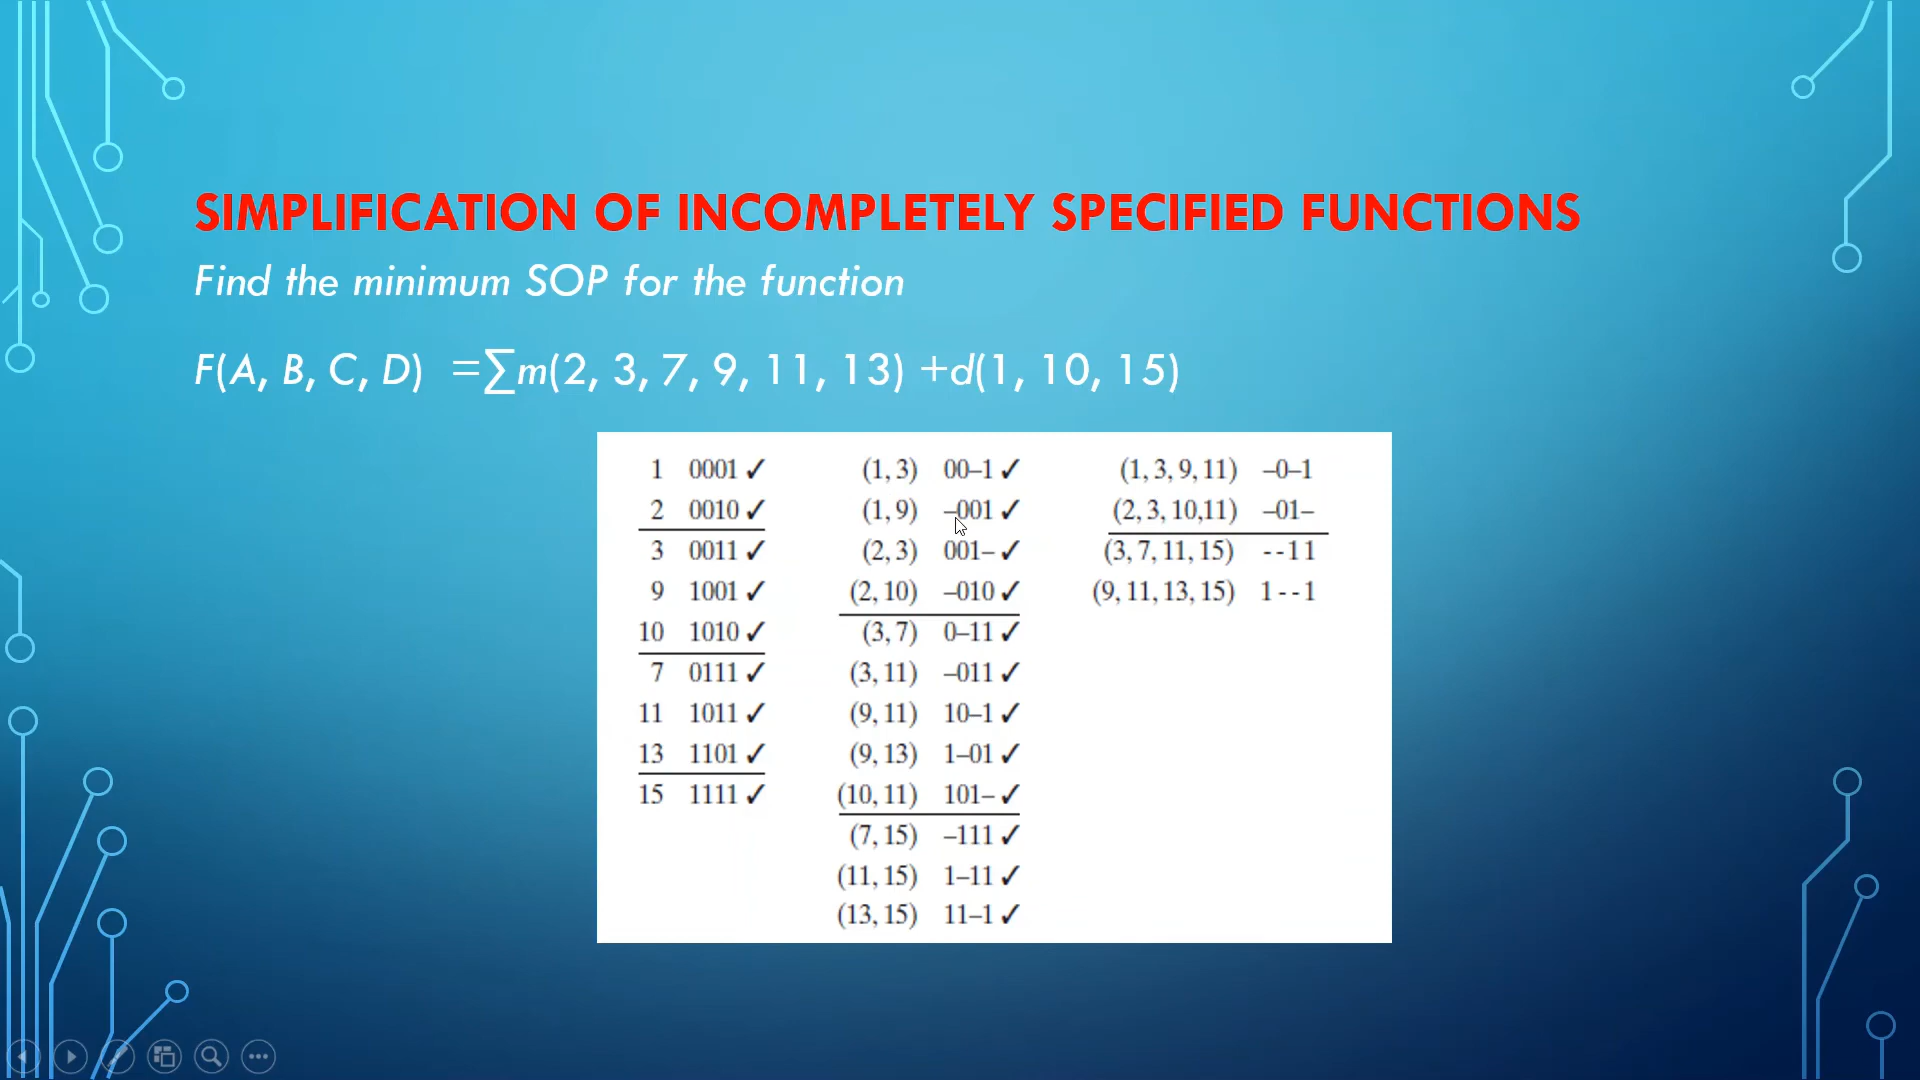 SIMPLIFICATION OF INCOMPLETELY SPECIFIED FUNCTIONS
Find the minimum SOP for the function
F(A, B, C, D) =∑m(2, 3, 7, 9, 11, 13) +d(1, 10, 15)
1 0001 ✓ (1, 3) 00–1 ✓ (1, 3, 9, 11) –0–1
2 0010 ✓ (1, 9) –001 ✓ (2, 3, 10,11) –01–
3 0011 ✓ (2, 3) 001– ✓ (3, 7, 11, 15) --11
9 1001 ✓ (2, 10) –010 ✓ (9, 11, 13, 15) 1--1
10 1010 ✓ (3, 7) 0–11 ✓
7 0111 ✓ (3, 11) –011 ✓
11 1011 ✓ (9, 11) 10–1 ✓
13 1101 ✓ (9, 13) 1–01 ✓
15 1111 ✓ (10, 11) 101– ✓
(7, 15) –111 ✓
(11, 15) 1–11 ✓
(13, 15) 11–1 ✓